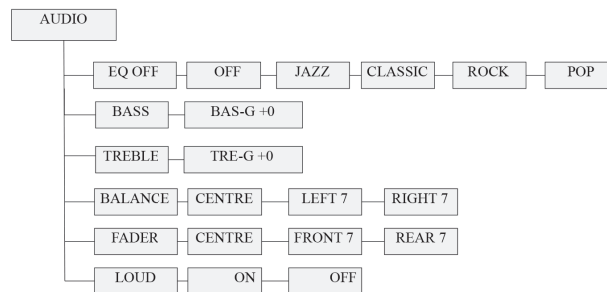 AUDIO
EQ OFF OFF JAZZ CLASSIC ROCK POP
BASS BAS-G +0
TREBLE TRE-G +0
BALANCE CENTRE LEFT 7 RIGHT 7
FADER CENTRE FRONT 7 REAR 7
LOUD ON OFF